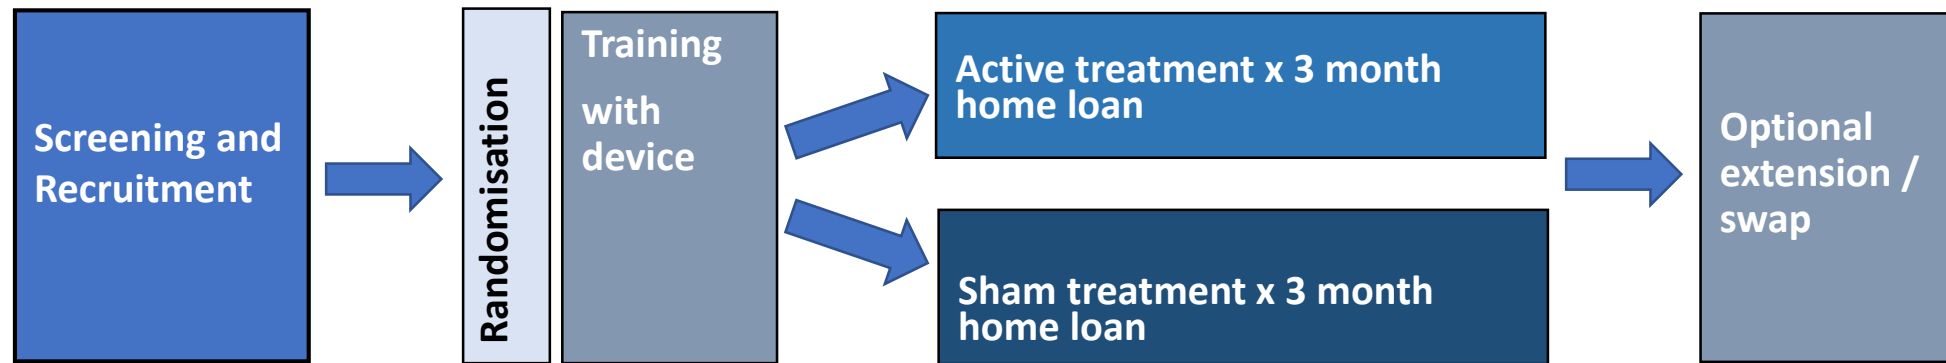 Screening and
Recruitment
Randomisation
Training
with
device
Active treatment x 3 month
home loan
Sham treatment x 3 month
home loan
Optional
extension /
swap